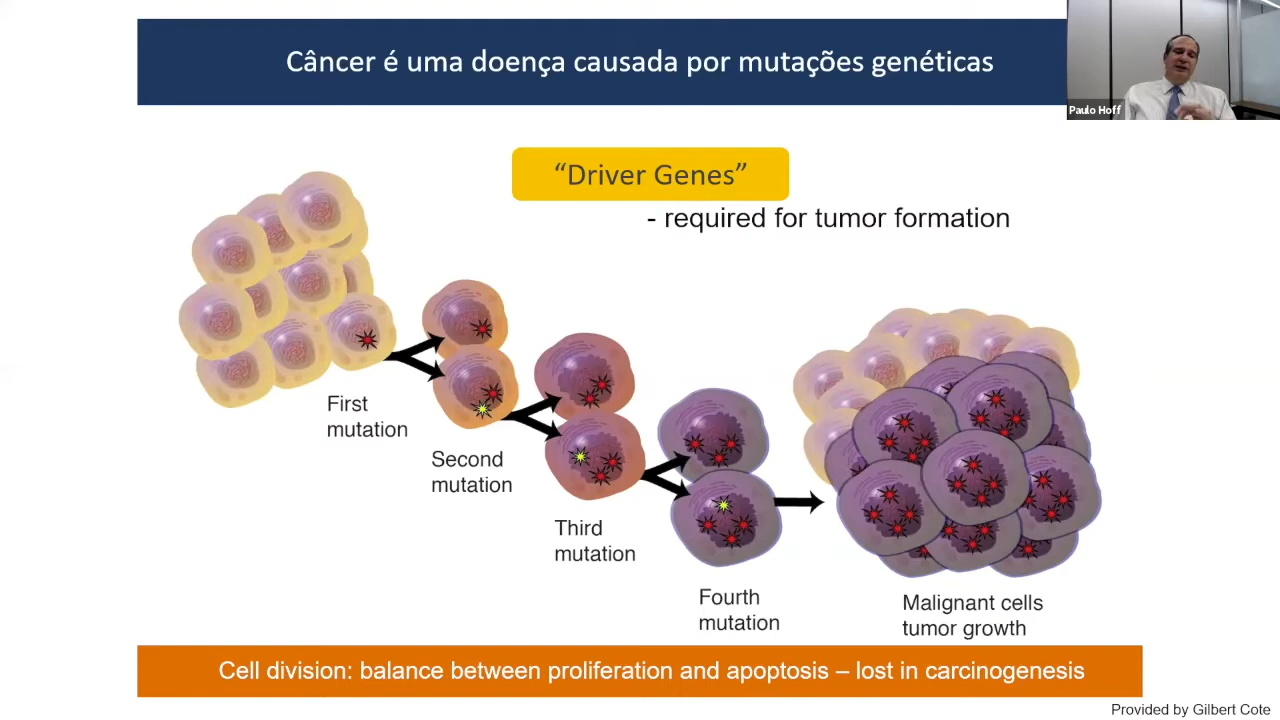 Câncer é uma doença causada por mutações genéticas
Paulo Hoff
“Driver Genes”
- required for tumor formation
First
mutation
Second
mutation
Third
mutation
Fourth
mutation
Malignant cells
tumor growth
Cell division: balance between proliferation and apoptosis – lost in carcinogenesis
Provided by Gilbert Cote